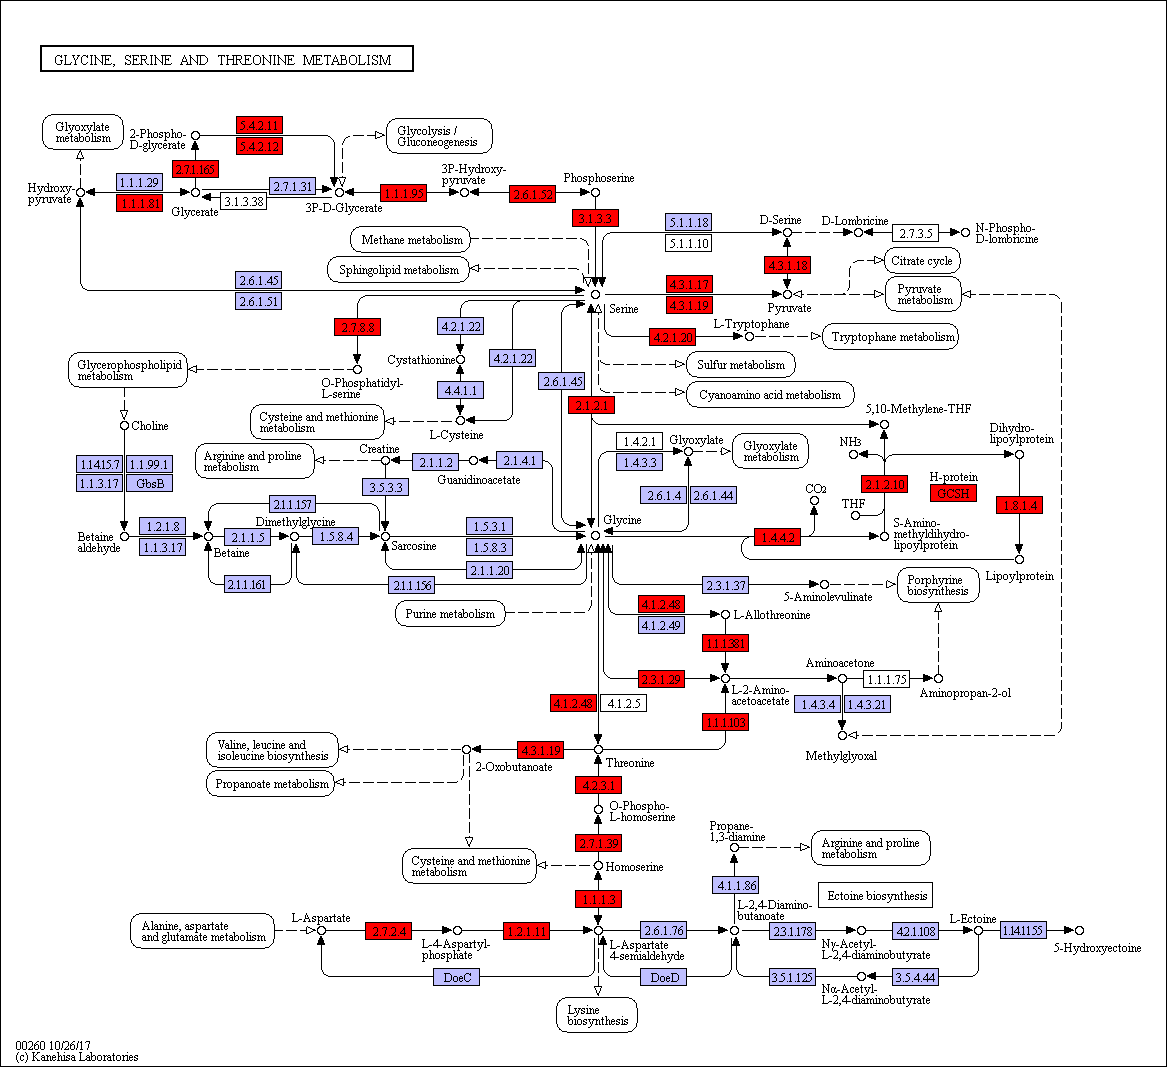 GLYCINE, SERINE AND THREONINE METABOLISM
Glyoxylate
metabolism
2-Phospho-
D-glycerate
5.4.2.11
5.4.2.12
Glycolysis /
Gluconeogenesis
2.7.1.165
3P-Hydroxy-
pyruvate
Phosphoserine
Hydroxy-
pyruvate
1.1.1.29
1.1.1.81
Glycerate
2.7.1.31
3.1.3.38
3P-D-Glycerate
1.1.1.95
2.6.1.52
3.1.3.3
5.1.1.18
5.1.1.10
D-Serine
D-Lombricine
2.7.3.5
N-Phospho-
D-lombricine
Methane metabolism
Sphingolipid metabolism
4.3.1.18
Citrate cycle
2.6.1.45
2.6.1.51
4.3.1.17
4.3.1.19
Serine
Pyruvate
Pyruvate
metabolism
2.7.8.8
4.2.1.22
4.2.1.20
L-Tryptophane
Tryptophane metabolism
Cystathionine
4.2.1.22
Glycerophospholipid
metabolism
O-Phosphatidyl-
L-serine
4.4.1.1
2.6.1.45
Sulfur metabolism
2.1.2.1
Cyanoamino acid metabolism
Cysteine and methionine
metabolism
L-Cysteine
5,10-Methylene-THF
Choline
Arginine and proline
metabolism
Creatine
2.1.1.2
Guanidinoacetate
2.1.4.1
1.4.2.1
1.4.3.3
Glyoxylate
Glyoxylate
metabolism
NH3
Dihydro-
lipoylprotein
1.14.15.7
1.1.99.1
1.1.3.17
GbsB
3.5.3.3
2.6.1.4
2.6.1.44
CO2
THF
2.1.2.10
H-protein
GCSH
1.8.1.4
2.1.1.157
Dimethylglycine
Betaine
aldehyde
1.2.1.8
1.1.3.17
Betaine
2.1.1.5
1.5.8.4
Sarcosine
1.5.3.1
1.5.8.3
2.1.1.20
Glycine
1.4.4.2
S-Amino-
methyldihydro-
lipoylprotein
Lipoylprotein
2.1.1.161
2.1.1.156
Purine metabolism
2.3.1.37
5-Aminolevulinate
Porphyrine
biosynthesis
4.1.2.48
4.1.2.49
L-Allothreonine
1.1.1.381
2.3.1.29
L-2-Amino-
acetoacetate
Aminoacetone
1.1.1.75
Aminopropan-2-ol
4.1.2.48
4.1.2.5
1.1.1.103
1.4.3.4
1.4.3.21
Methylglyoxal
Valine, leucine and
isoleucine biosynthesis
2-Oxobutanoate
4.3.1.19
Threonine
Propanoate metabolism
4.2.3.1
O-Phospho-
L-homoserine
2.7.1.39
Cysteine and methionine
metabolism
Homoserine
Propane-
1,3-diamine
Arginine and proline
metabolism
1.1.1.3
4.1.1.86
Ectoine biosynthesis
Alanine, aspartate
and glutamate metabolism
L-Aspartate
2.7.2.4
L-4-Aspartyl-
phosphate
1.2.1.11
L-Aspartate
4-semialdehyde
2.6.1.76
L-2,4-Diamino-
butanoate
2.3.1.178
Nγ-Acetyl-
L-2,4-diaminobutyrate
4.2.1.108
L-Ectoine
1.14.11.55
5-Hydroxyectoine
DoeC
DoeD
3.5.1.125
Nα-Acetyl-
L-2,4-diaminobutyrate
3.5.4.44
Lysine
biosynthesis
00260 10/26/17
(c) Kanehisa Laboratories